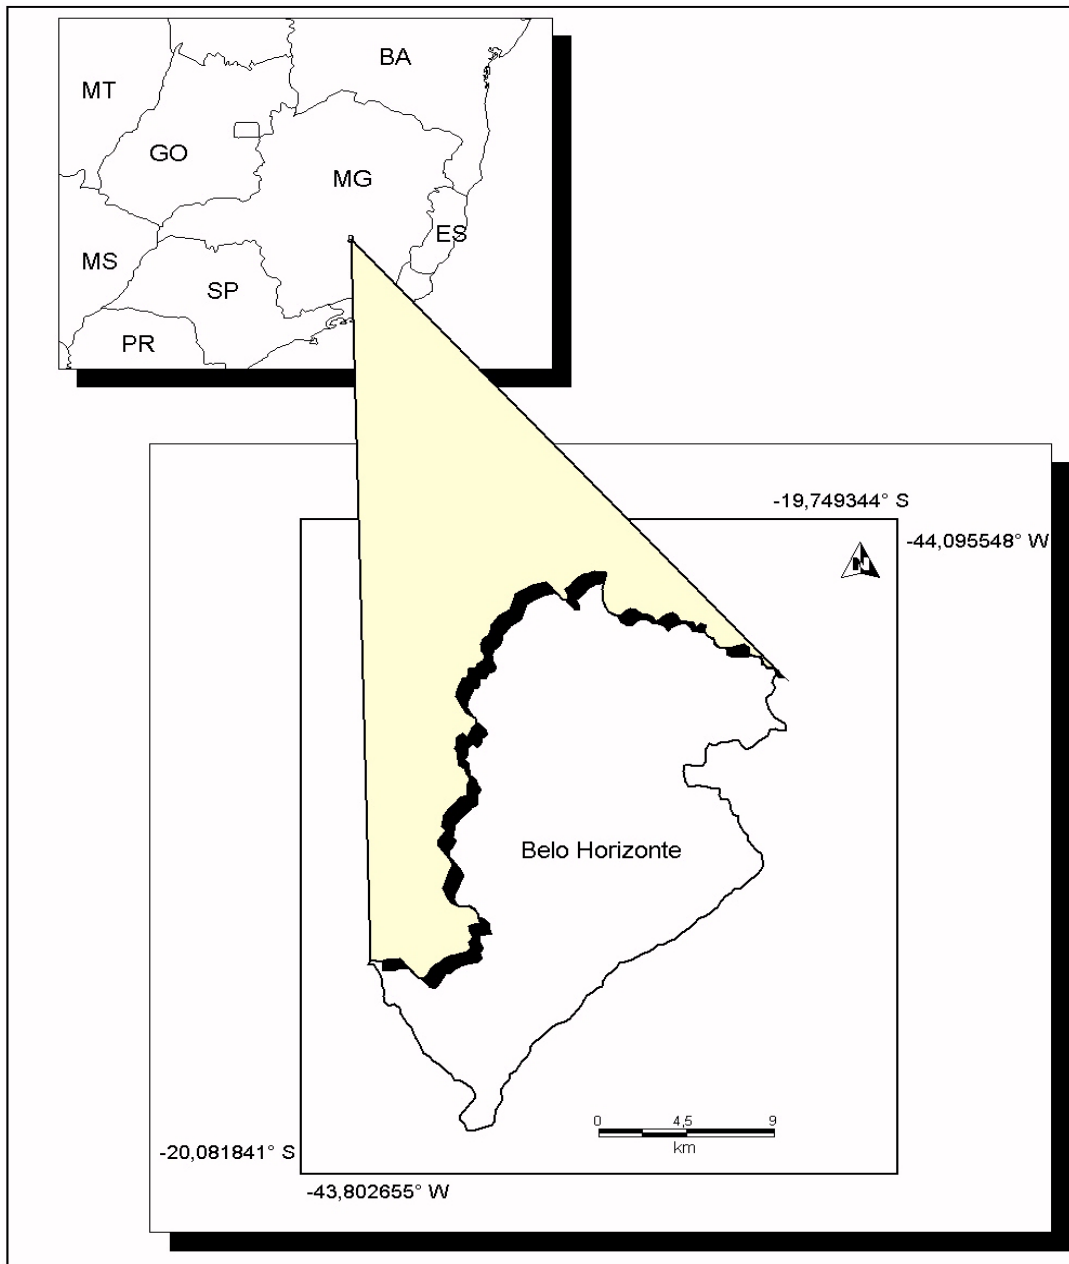 BA
MT
GO
MG
ES
MS
SP
PR
-19,749344° S
-44,095548° W
N
Belo Horizonte
0 4,5 9
km
-20,081841° S
-43,802655° W